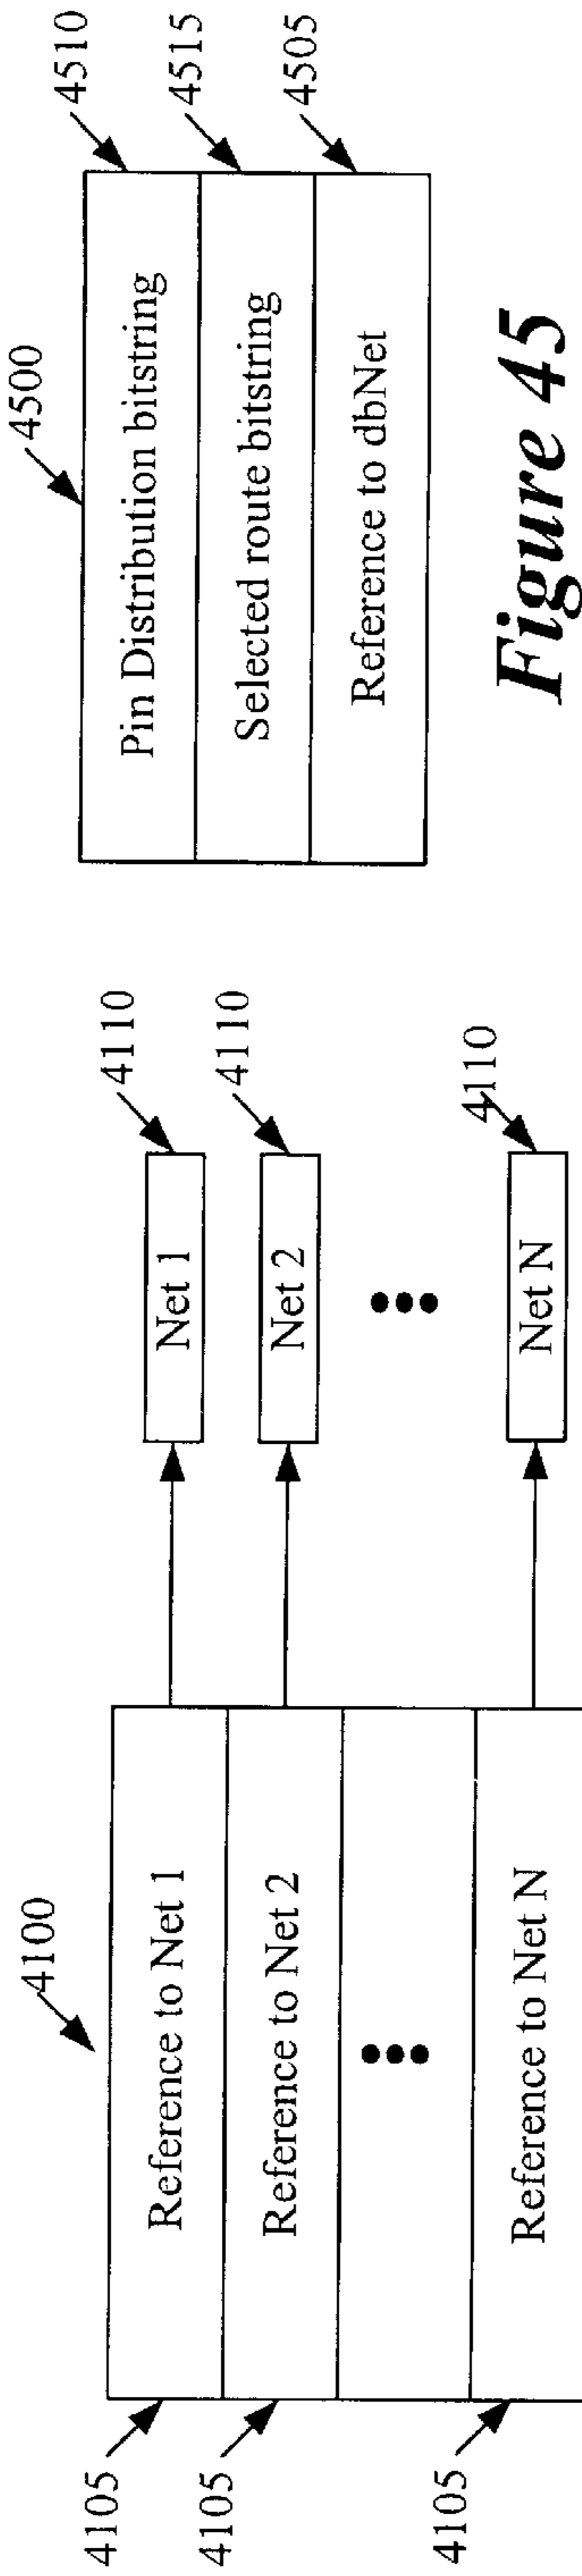 4100
4105
Reference to Net 1
Net 1
4110
4105
Reference to Net 2
Net 2
4110
4105
Reference to Net N
Net N
4110
4500
Pin Distribution bitstring
4510
Selected route bitstring
4515
Reference to dbNet
4505
Figure 45